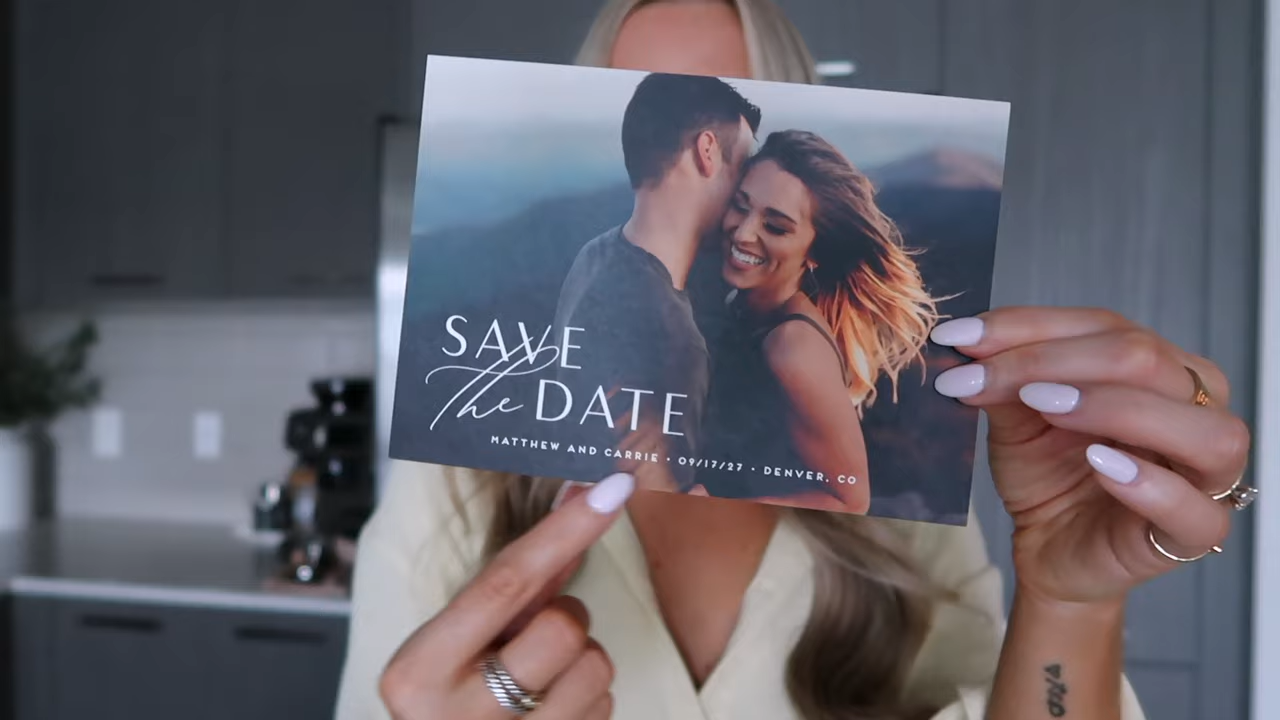 SAVE
the DATE
MATTHEW AND CARRIE • 09/17/27 • DENVER, CO